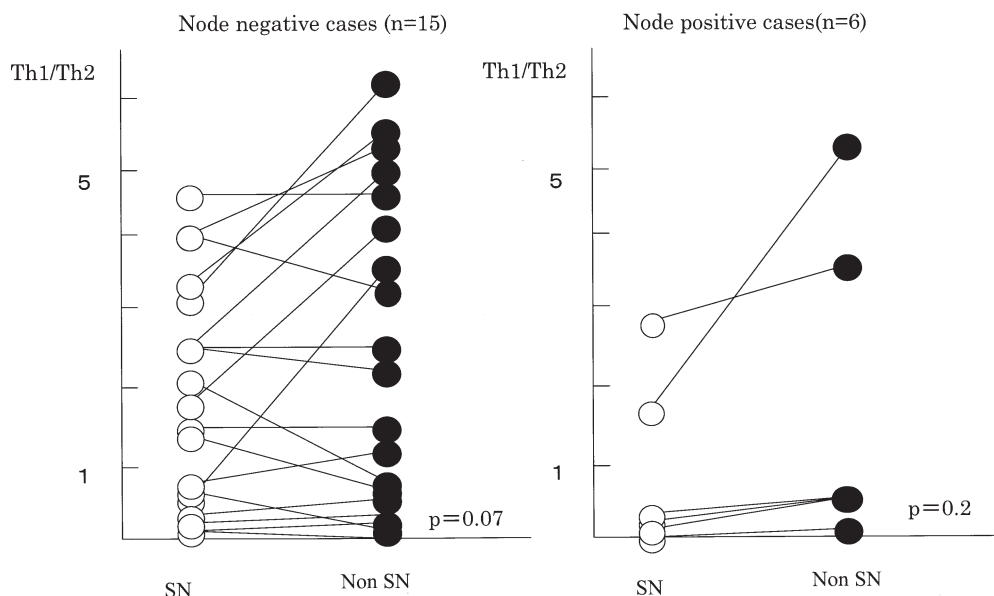 Node negative cases (n=15)
Th1/Th2
5
1
p=0.07
SN
Non SN
Node positive cases(n=6)
Th1/Th2
5
1
p=0.2
SN
Non SN